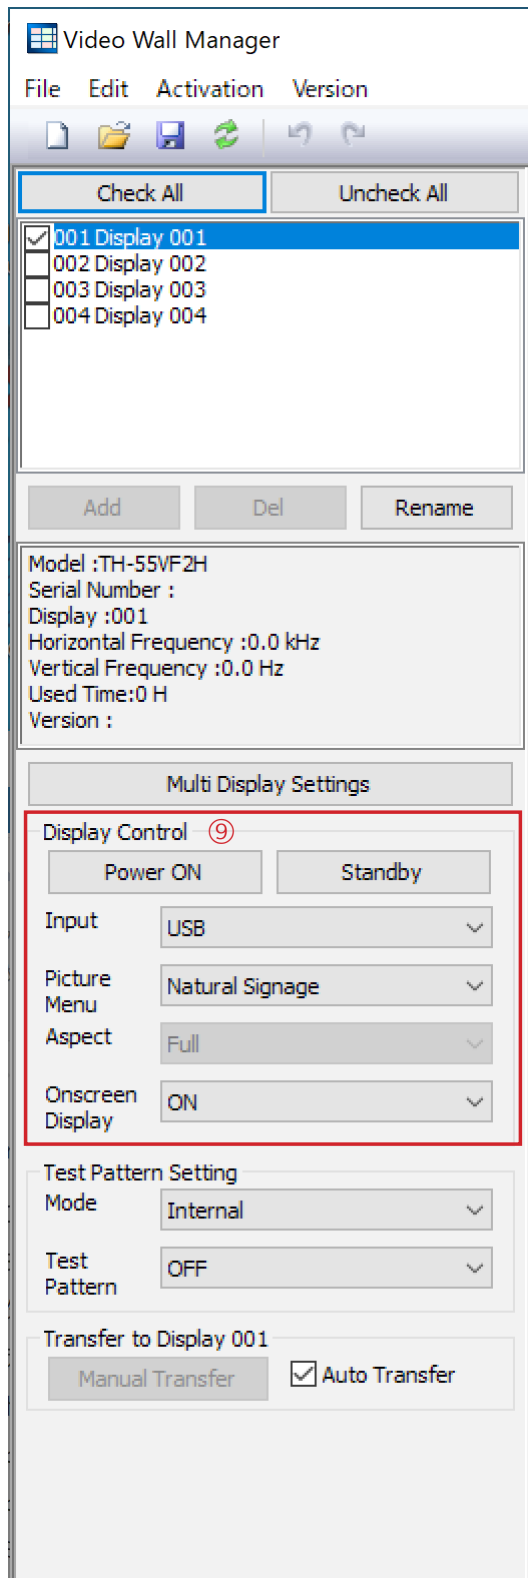 Video Wall Manager
File Edit Activation Version
Check All Uncheck All
001 Display 001
002 Display 002
003 Display 003
004 Display 004
Add Del Rename
Model :TH-55VF2H
Serial Number :
Display :001
Horizontal Frequency :0.0 kHz
Vertical Frequency :0.0 Hz
Used Time:0 H
Version :
Multi Display Settings
Display Control ⑨
Power ON Standby
Input USB
Picture
Menu Natural Signage
Aspect Full
Onscreen
Display ON
Test Pattern Setting
Mode Internal
Test
Pattern OFF
Transfer to Display 001
Manual Transfer Auto Transfer